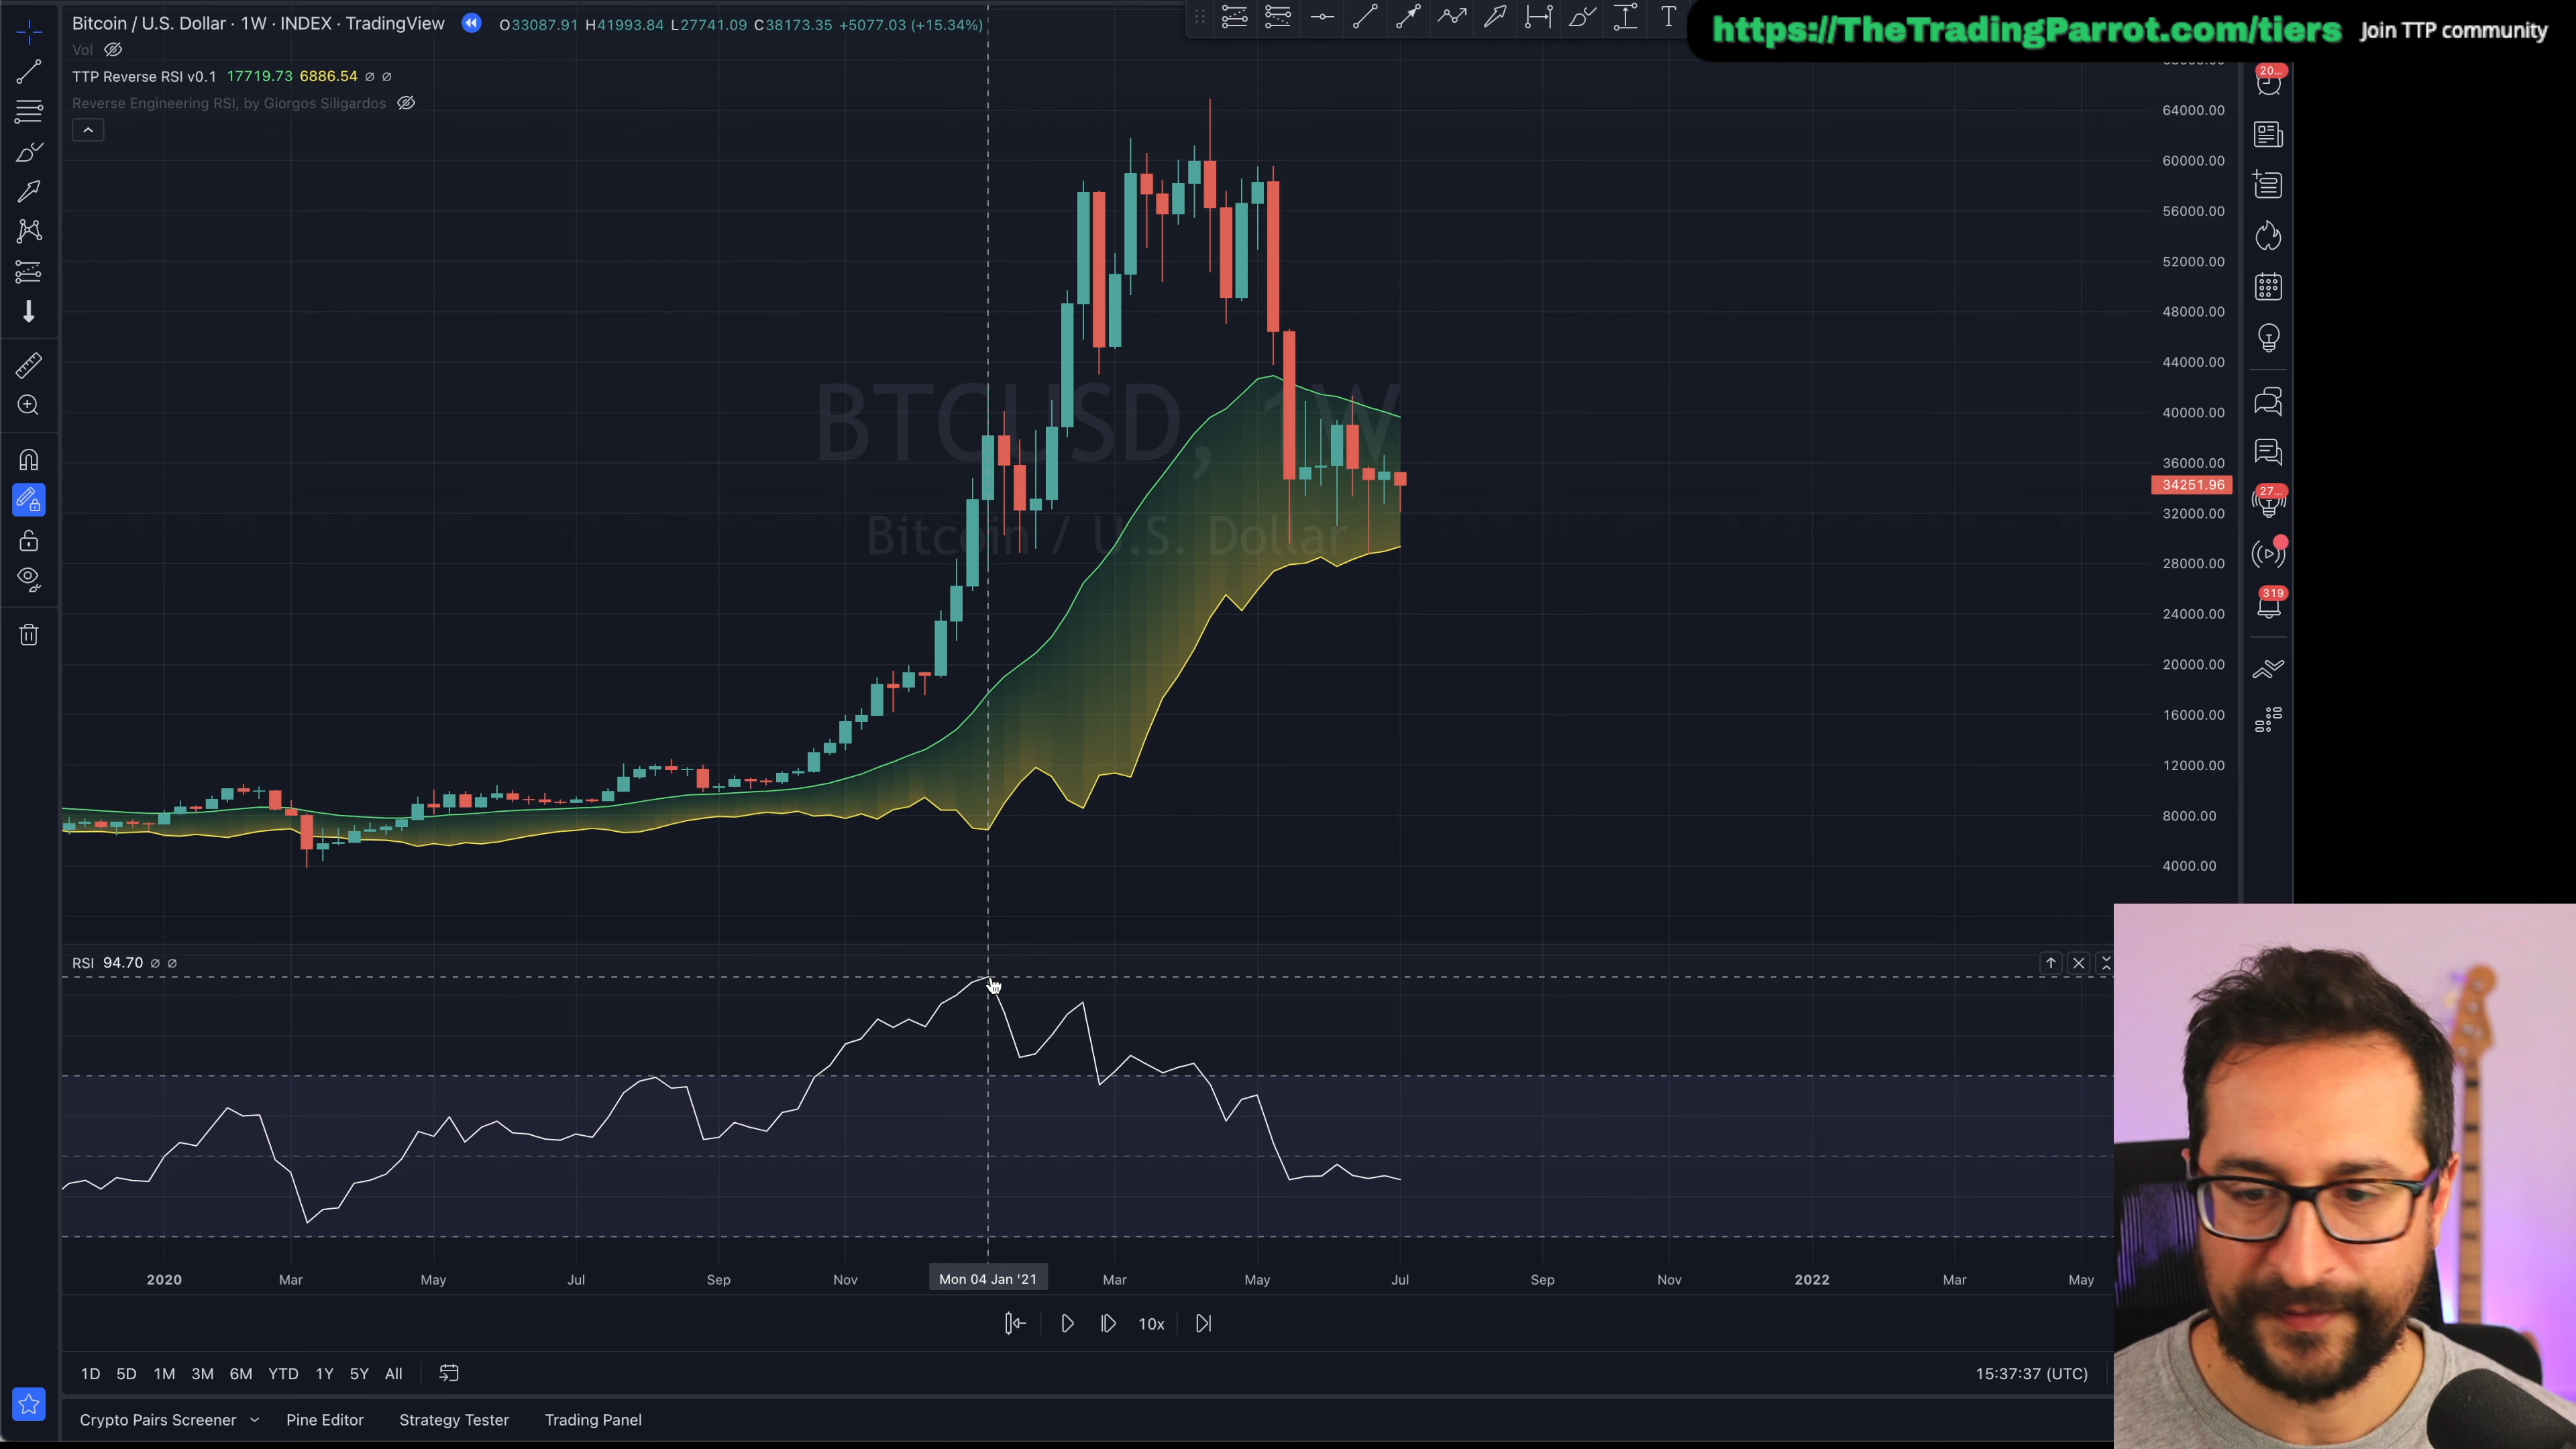 Bitcoin / U.S. Dollar · 1W · INDEX · TradingView O33087.91 H41993.84 L27741.09 C38173.35 +5077.03 (+15.34%)
https://TheTradingParrot.com/tiers Join TTP community
Vol
TTP Reverse RSI v0.1 17719.73 6886.54 ∅ ∅
Reverse Engineering RSI, by Giorgos Siligardos
20...
64000.00
60000.00
56000.00
52000.00
48000.00
44000.00
40000.00
36000.00
34251.96
32000.00
28000.00
24000.00
20000.00
16000.00
12000.00
8000.00
4000.00
27...
319
BTCUSD, 1W
Bitcoin / U.S. Dollar
RSI 94.70 ∅ ∅
2020 Mar May Jul Sep Nov Mon 04 Jan '21 Mar May Jul Sep Nov 2022 Mar May
10x
1D 5D 1M 3M 6M YTD 1Y 5Y All
15:37:37 (UTC)
Crypto Pairs Screener Pine Editor Strategy Tester Trading Panel